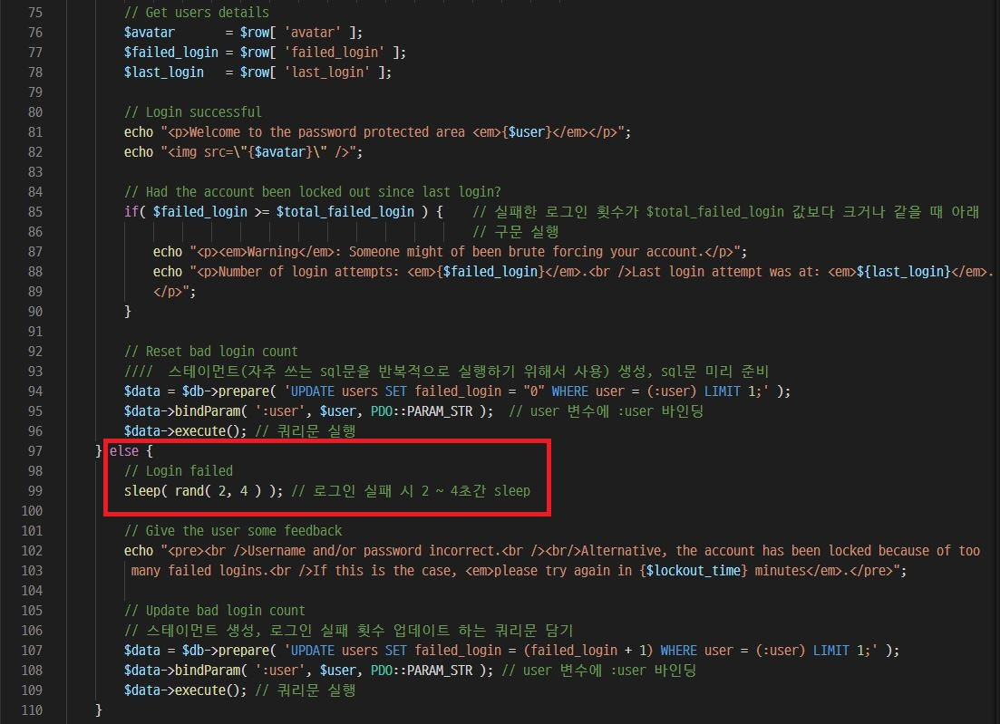 75 // Get users details
76 $avatar = $row[ 'avatar' ];
77 $failed_login = $row[ 'failed_login' ];
78 $last_login = $row[ 'last_login' ];
79
80 // Login successful
81 echo "<p>Welcome to the password protected area <em>{$user}</em></p>";
82 echo "<img src=\"{$avatar}\" />";
83
84 // Had the account been locked out since last login?
85 if( $failed_login >= $total_failed_login ) { // 실패한 로그인 횟수가 $total_failed_login 값보다 크거나 같을 때 아래
86 // 구문 실행
87 echo "<p><em>Warning</em>: Someone might of been brute forcing your account.</p>";
88 echo "<p>Number of login attempts: <em>{$failed_login}</em>.<br />Last login attempt was at: <em>${last_login}</em>.
89 </p>";
90 }
91
92 // Reset bad login count
93 //// 스테이먼트(자주 쓰는 sql문을 반복적으로 실행하기 위해서 사용) 생성, sql문 미리 준비
94 $data = $db->prepare( 'UPDATE users SET failed_login = "0" WHERE user = (:user) LIMIT 1;' );
95 $data->bindParam( ':user', $user, PDO::PARAM_STR ); // user 변수에 :user 바인딩
96 $data->execute(); // 쿼리문 실행
97 } else {
98 // Login failed
99 sleep( rand( 2, 4 ) ); // 로그인 실패 시 2 ~ 4초간 sleep
100
101 // Give the user some feedback
102 echo "<pre><br />Username and/or password incorrect.<br /><br/>Alternative, the account has been locked because of too
103 many failed logins.<br />If this is the case, <em>please try again in {$lockout_time} minutes</em>.</pre>";
104
105 // Update bad login count
106 // 스테이먼트 생성, 로그인 실패 횟수 업데이트 하는 쿼리문 담기
107 $data = $db->prepare( 'UPDATE users SET failed_login = (failed_login + 1) WHERE user = (:user) LIMIT 1;' );
108 $data->bindParam( ':user', $user, PDO::PARAM_STR ); // user 변수에 :user 바인딩
109 $data->execute(); // 쿼리문 실행
110 }